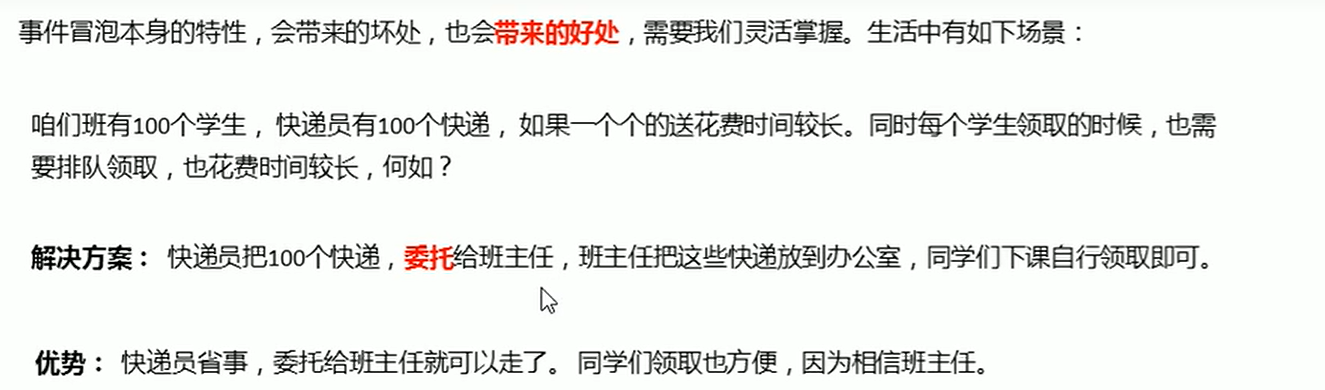 事件冒泡本身的特性，会带来的坏处，也会带来的好处，需要我们灵活掌握。生活中有如下场景：
咱们班有100个学生， 快递员有100个快递， 如果一个个的送花费时间较长。同时每个学生领取的时候，也需
要排队领取，也花费时间较长，何如？
解决方案： 快递员把100个快递，委托给班主任，班主任把这些快递放到办公室，同学们下课自行领取即可。
优势： 快递员省事，委托给班主任就可以走了。 同学们领取也方便，因为相信班主任。